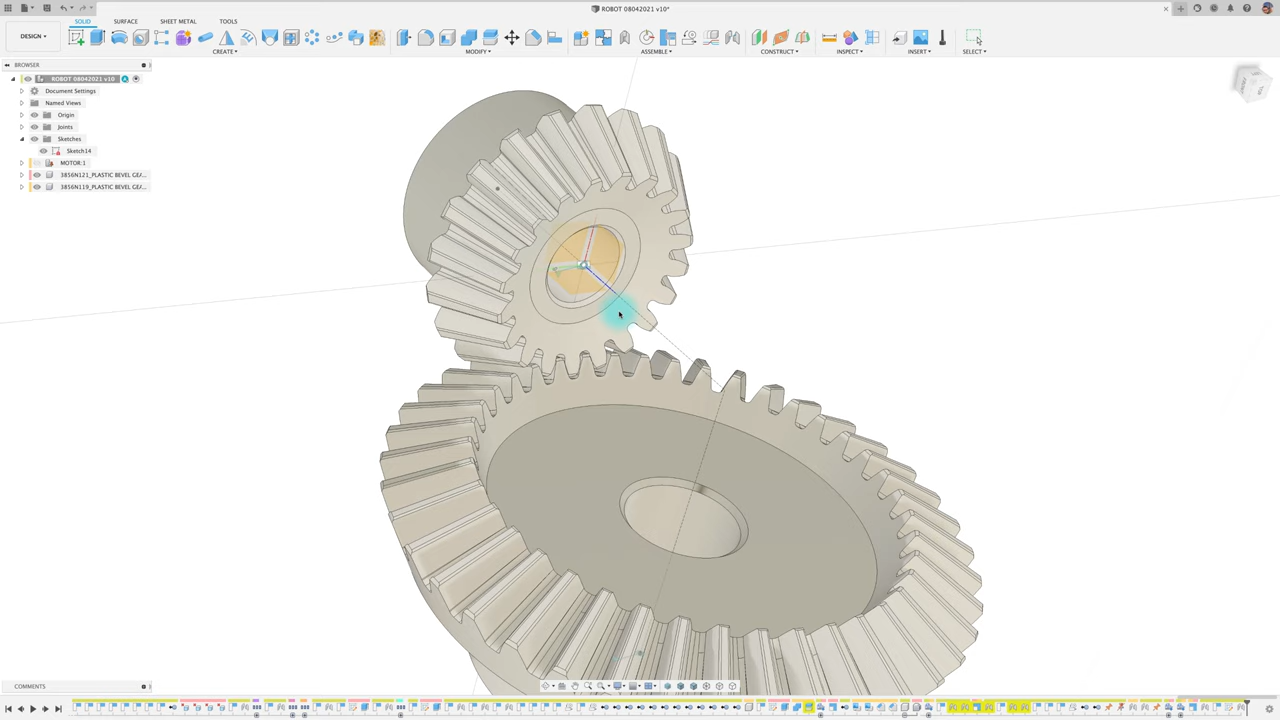 ROBOT 08042021 v10*
DESIGN
SOLID
SURFACE
SHEET METAL
TOOLS
CREATE
MODIFY
ASSEMBLE
CONSTRUCT
INSPECT
INSERT
SELECT
BROWSER
ROBOT 08042021 v10
Document Settings
Named Views
Origin
Joints
Sketches
Sketch14
MOTOR:1
3856N121_PLASTIC BEVEL GEA...
3856N119_PLASTIC BEVEL GEA...
COMMENTS